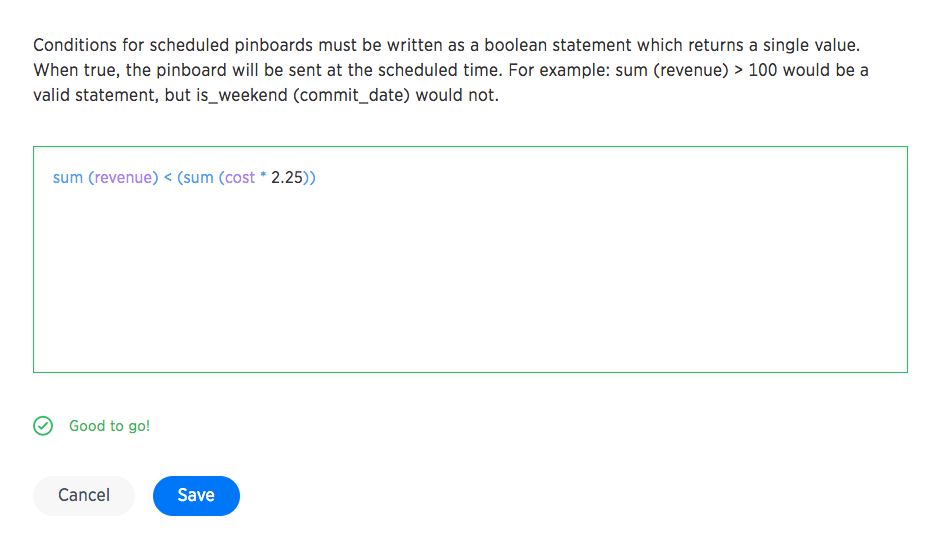 Conditions for scheduled pinboards must be written as a boolean statement which returns a single value.
When true, the pinboard will be sent at the scheduled time. For example: sum (revenue) > 100 would be a
valid statement, but is_weekend (commit_date) would not.
sum (revenue) < (sum (cost * 2.25))
Good to go!
Cancel Save